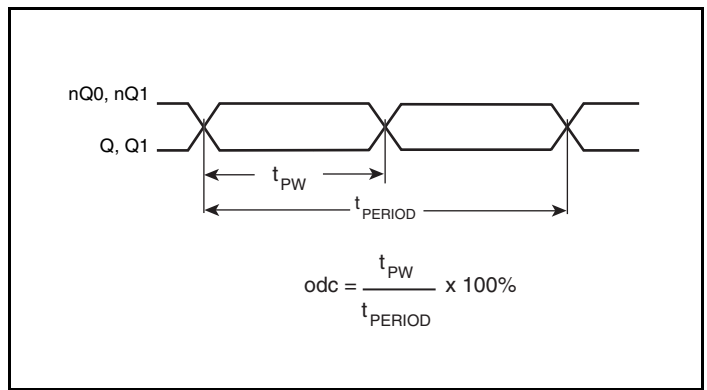 nQ0, nQ1
Q, Q1
tPW
tPERIOD
odc = tPW / tPERIOD x 100%